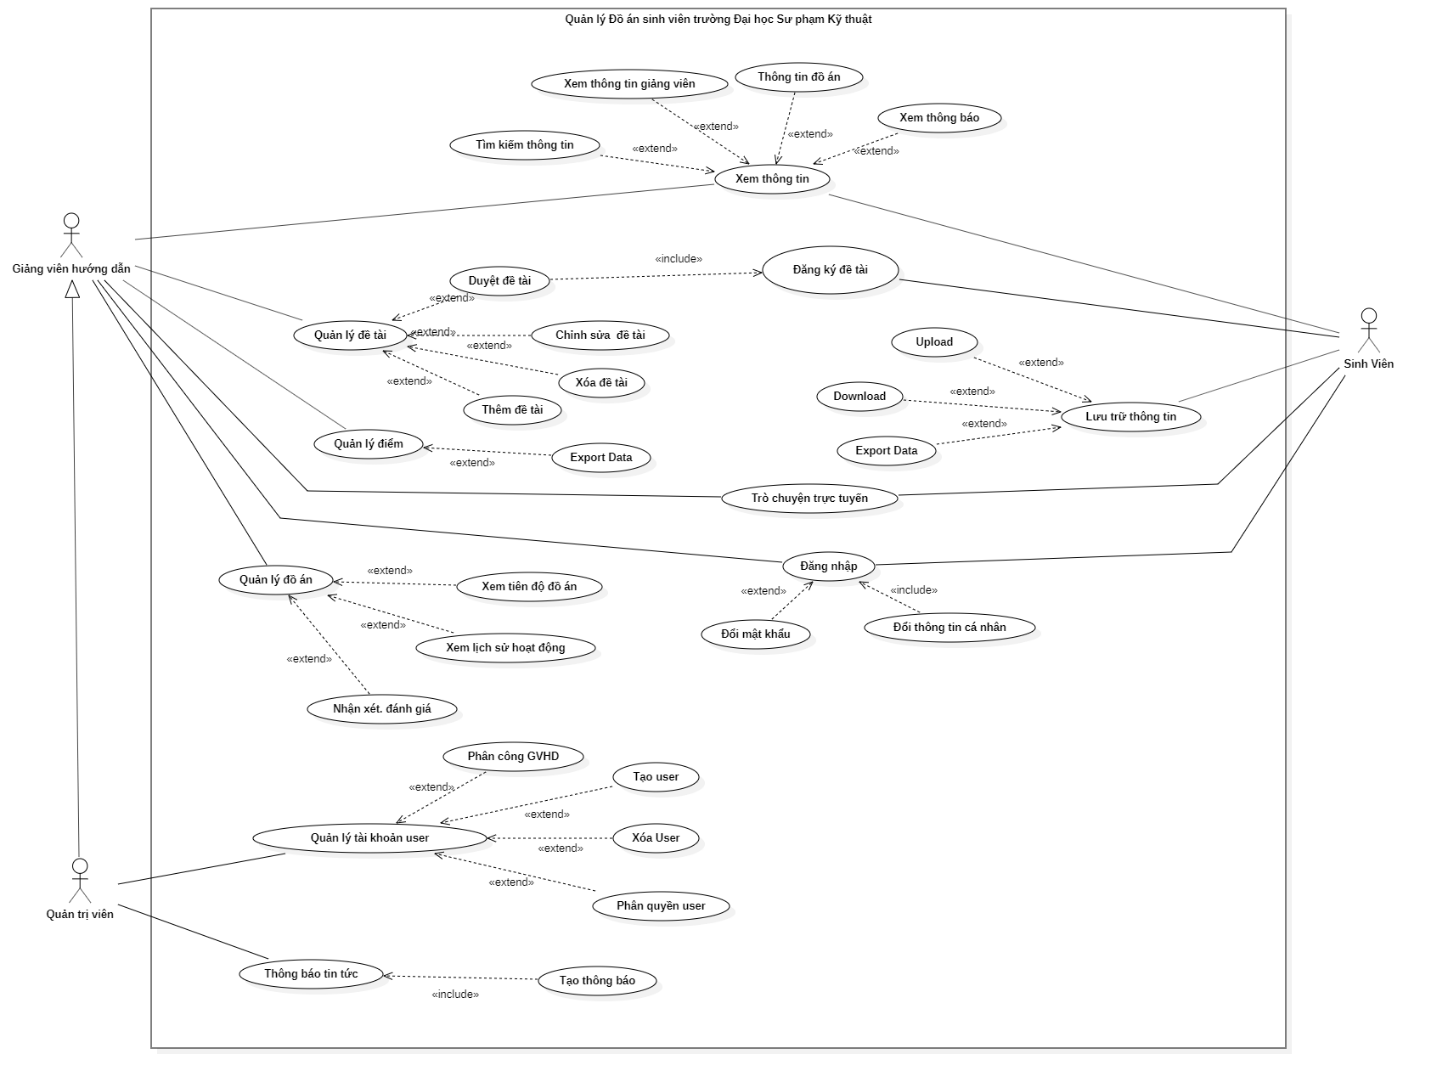 Quản lý Đồ án sinh viên trường Đại học Sư phạm Kỹ thuật
Xem thông tin giảng viên
Thông tin đồ án
Xem thông báo
Tìm kiếm thông tin
«extend»
«extend»
«extend»
«extend»
Xem thông tin
Giảng viên hướng dẫn
Duyệt đề tài
«include»
Đăng ký đề tài
«extend»
Quản lý đề tài
«extend»
Chỉnh sửa đề tài
«extend»
Xóa đề tài
«extend»
Thêm đề tài
Sinh Viên
Upload
«extend»
Download
«extend»
Lưu trữ thông tin
«extend»
Export Data
Quản lý điểm
«extend»
Export Data
Trò chuyện trực tuyến
Đăng nhập
«extend»
«include»
Đổi mật khẩu
Đổi thông tin cá nhân
Quản lý đồ án
«extend»
Xem tiên độ đồ án
«extend»
Xem lịch sử hoạt động
«extend»
Nhận xét. đánh giá
Phân công GVHD
«extend»
Tạo user
«extend»
Quản lý tài khoản user
Xóa User
«extend»
«extend»
Phân quyền user
Quản trị viên
Thông báo tin tức
«include»
Tạo thông báo